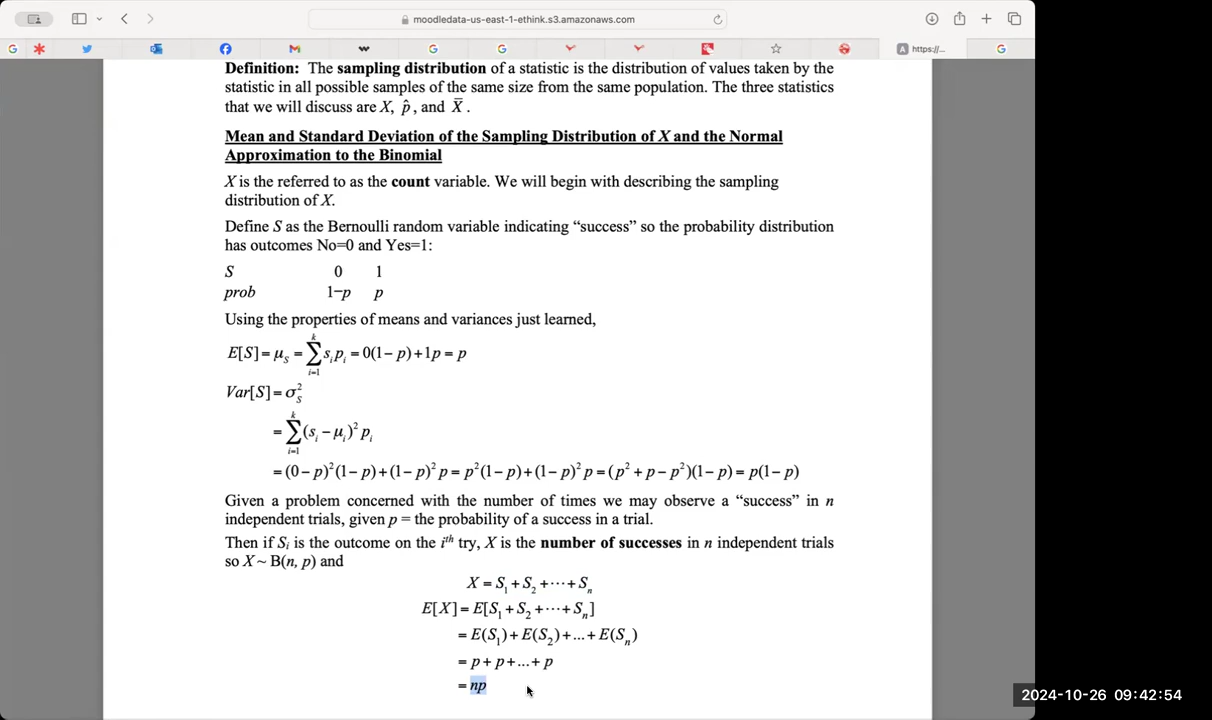 moodledata-us-east-1-ethink.s3.amazonaws.com
https://...
Definition: The sampling distribution of a statistic is the distribution of values taken by the
statistic in all possible samples of the same size from the same population. The three statistics
that we will discuss are X, p̂, and X̄.
Mean and Standard Deviation of the Sampling Distribution of X and the Normal
Approximation to the Binomial
X is the referred to as the count variable. We will begin with describing the sampling
distribution of X.
Define S as the Bernoulli random variable indicating “success” so the probability distribution
has outcomes No=0 and Yes=1:
S 0 1
prob 1−p p
Using the properties of means and variances just learned,
E[S] = μ_S = ∑_{i=1}^{k} s_i p_i = 0(1− p)+1p = p
Var[S] = σ_S^2
= ∑_{i=1}^{k} (s_i − μ_i)^2 p_i
= (0− p)^2(1− p)+(1− p)^2 p = p^2(1− p)+(1− p)^2 p = (p^2 + p − p^2)(1− p) = p(1− p)
Given a problem concerned with the number of times we may observe a “success” in n
independent trials, given p = the probability of a success in a trial.
Then if S_i is the outcome on the i^th try, X is the number of successes in n independent trials
so X ~ B(n, p) and
X = S_1 + S_2 + ··· + S_n
E[X] = E[S_1 + S_2 + ··· + S_n]
= E(S_1) + E(S_2) + ... + E(S_n)
= p + p + ... + p
= np
2024-10-26 09:42:54